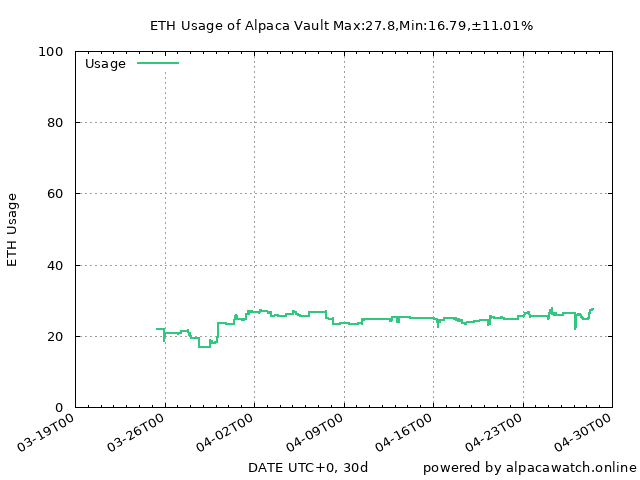 ETH Usage of Alpaca Vault Max:27.8,Min:16.79,±11.01%
Usage
ETH Usage
100
80
60
40
20
0
03-19T00
03-26T00
04-02T00
04-09T00
04-16T00
04-23T00
04-30T00
DATE UTC+0, 30d
powered by alpacawatch.online